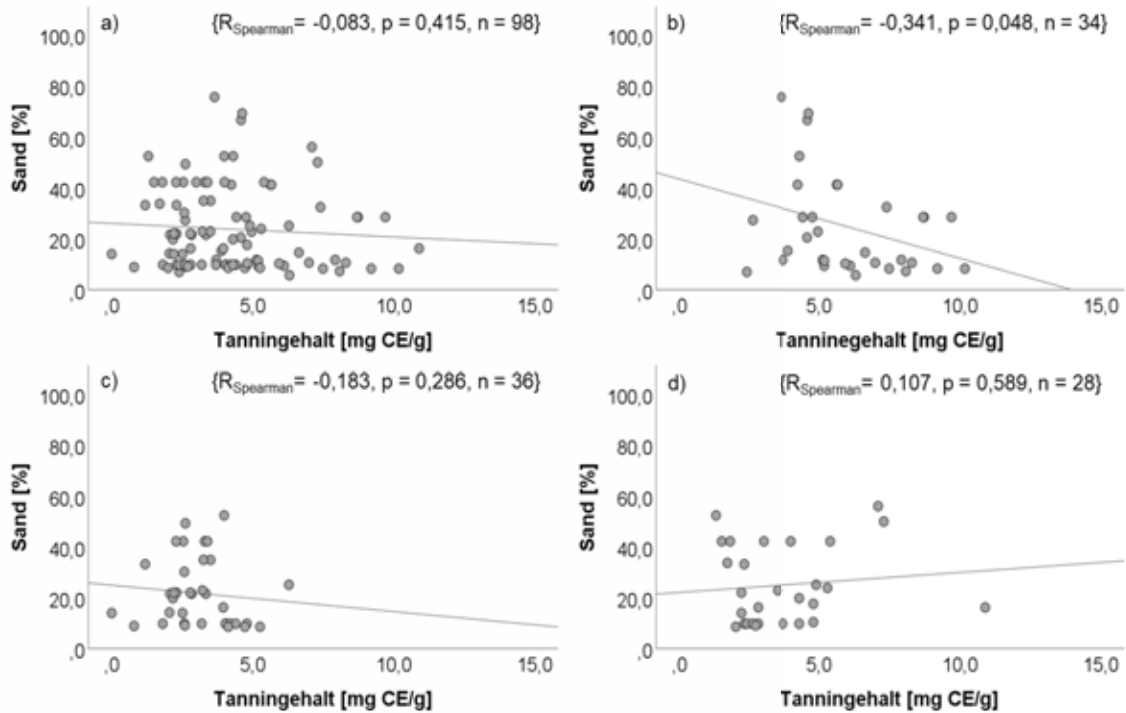 a) {R_Spearman= -0,083, p = 0,415, n = 98}
100,0
80,0
60,0
40,0
20,0
,0
Sand [%]
,0 5,0 10,0 15,0
Tanningehalt [mg CE/g]
b) {R_Spearman= -0,341, p = 0,048, n = 34}
100,0
80,0
60,0
40,0
20,0
,0
Sand [%]
,0 5,0 10,0 15,0
Tanninegehalt [mg CE/g]
c) {R_Spearman= -0,183, p = 0,286, n = 36}
100,0
80,0
60,0
40,0
20,0
,0
Sand [%]
,0 5,0 10,0 15,0
Tanningehalt [mg CE/g]
d) {R_Spearman= 0,107, p = 0,589, n = 28}
100,0
80,0
60,0
40,0
20,0
,0
Sand [%]
,0 5,0 10,0 15,0
Tanningehalt [mg CE/g]